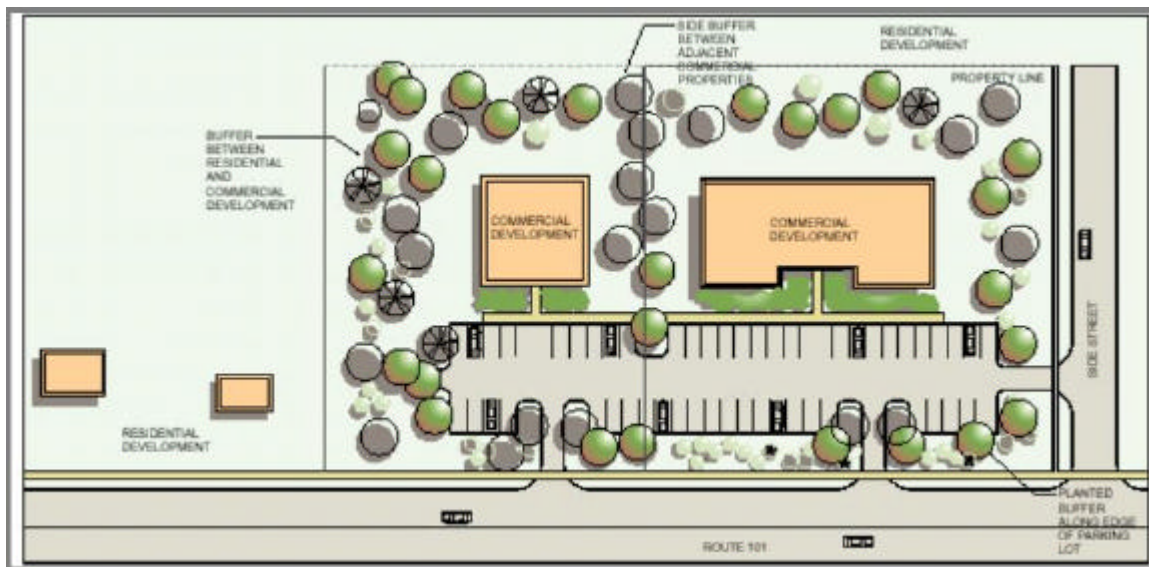 SIDE BUFFER
BETWEEN
ADJACENT
COMMERCIAL
PROPERTIES
RESIDENTIAL
DEVELOPMENT
PROPERTY LINE
BUFFER
BETWEEN
RESIDENTIAL
AND
COMMERCIAL
DEVELOPMENT
COMMERCIAL
DEVELOPMENT
COMMERCIAL
DEVELOPMENT
SIDE STREET
RESIDENTIAL
DEVELOPMENT
PLANTED
BUFFER
ALONG EDGE
OF PARKING
LOT
ROUTE 101